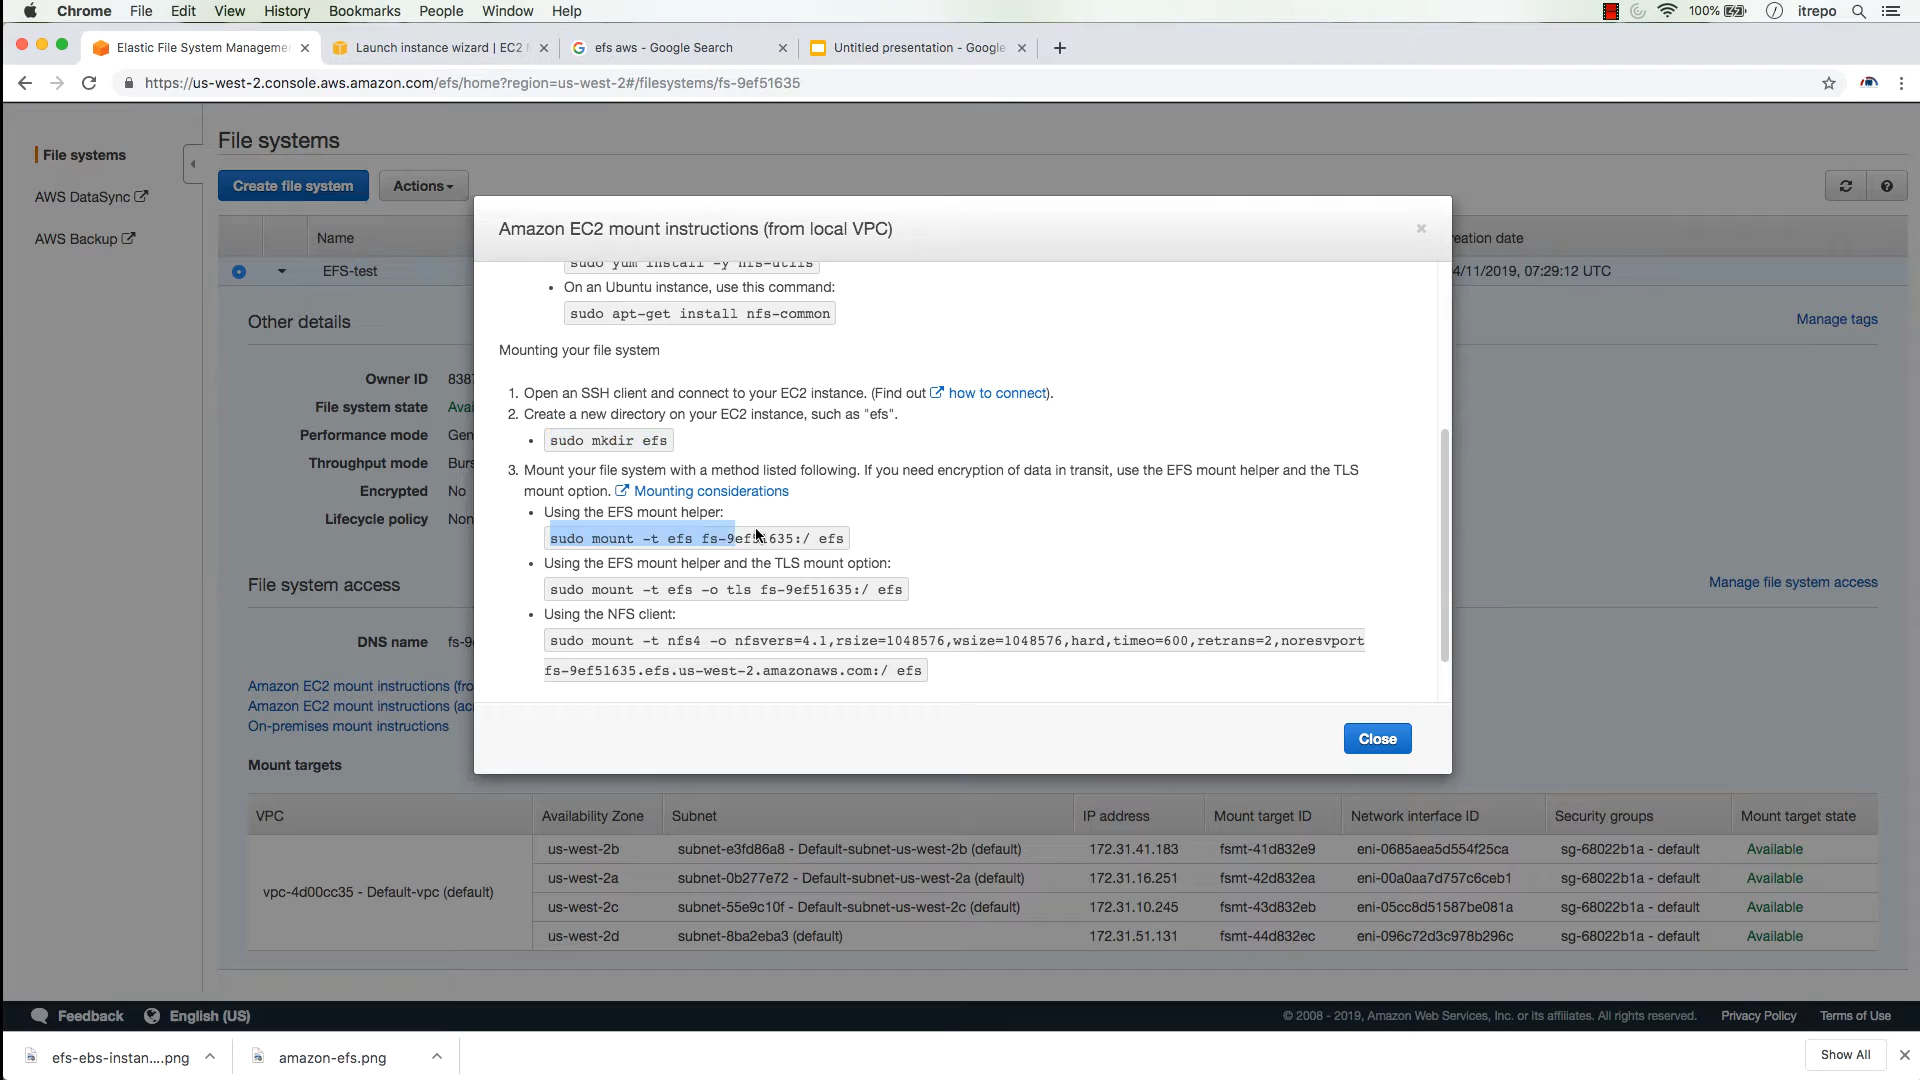 Chrome File Edit View History Bookmarks People Window Help 100% itrepo
Elastic File System Manageme Launch instance wizard | EC2 efs aws - Google Search Untitled presentation - Google
https://us-west-2.console.aws.amazon.com/efs/home?region=us-west-2#/filesystems/fs-9ef51635
File systems
AWS DataSync
AWS Backup
File systems
Create file system Actions
Name
EFS-test
eation date
4/11/2019, 07:29:12 UTC
Other details
Manage tags
Owner ID 838
File system state Avai
Performance mode Gen
Throughput mode Burs
Encrypted No
Lifecycle policy Non
File system access
Manage file system access
DNS name fs-9
Amazon EC2 mount instructions (fro
Amazon EC2 mount instructions (ac
On-premises mount instructions
Amazon EC2 mount instructions (from local VPC)
sudo yum install -y nfs-utils
• On an Ubuntu instance, use this command:
sudo apt-get install nfs-common
Mounting your file system
1. Open an SSH client and connect to your EC2 instance. (Find out how to connect).
2. Create a new directory on your EC2 instance, such as "efs".
• sudo mkdir efs
3. Mount your file system with a method listed following. If you need encryption of data in transit, use the EFS mount helper and the TLS
mount option. Mounting considerations
• Using the EFS mount helper:
sudo mount -t efs fs-9ef51635:/ efs
• Using the EFS mount helper and the TLS mount option:
sudo mount -t efs -o tls fs-9ef51635:/ efs
• Using the NFS client:
sudo mount -t nfs4 -o nfsvers=4.1,rsize=1048576,wsize=1048576,hard,timeo=600,retrans=2,noresvport
fs-9ef51635.efs.us-west-2.amazonaws.com:/ efs
Close
Mount targets
VPC Availability Zone Subnet IP address Mount target ID Network interface ID Security groups Mount target state
vpc-4d00cc35 - Default-vpc (default)
us-west-2b subnet-e3fd86a8 - Default-subnet-us-west-2b (default) 172.31.41.183 fsmt-41d832e9 eni-0685aea5d554f25ca sg-68022b1a - default Available
us-west-2a subnet-0b277e72 - Default-subnet-us-west-2a (default) 172.31.16.251 fsmt-42d832ea eni-00a0aa7d757c6ceb1 sg-68022b1a - default Available
us-west-2c subnet-55e9c10f - Default-subnet-us-west-2c (default) 172.31.10.245 fsmt-43d832eb eni-05cc8d51587be081a sg-68022b1a - default Available
us-west-2d subnet-8ba2eba3 (default) 172.31.51.131 fsmt-44d832ec eni-096c72d3c978b296c sg-68022b1a - default Available
Feedback English (US) © 2008 - 2019, Amazon Web Services, Inc. or its affiliates. All rights reserved. Privacy Policy Terms of Use
efs-ebs-instan....png amazon-efs.png Show All